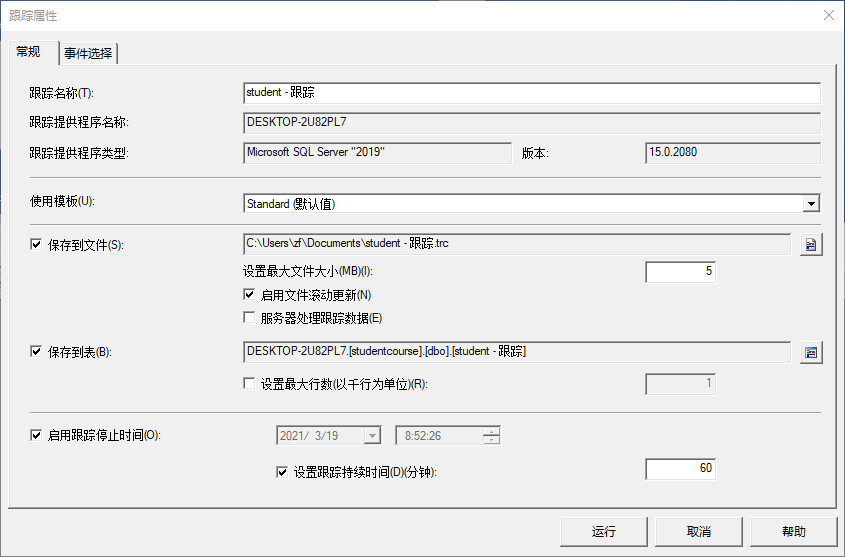 跟踪属性
常规 事件选择
跟踪名称(T): student - 跟踪
跟踪提供程序名称: DESKTOP-2U82PL7
跟踪提供程序类型: Microsoft SQL Server "2019" 版本: 15.0.2080
使用模板(U): Standard (默认值)
保存到文件(S): C:\Users\zf\Documents\student - 跟踪.trc
设置最大文件大小(MB)(I): 5
启用文件滚动更新(N)
服务器处理跟踪数据(E)
保存到表(B): DESKTOP-2U82PL7.[studentcourse].[dbo].[student - 跟踪]
设置最大行数(以千行为单位)(R): 1
启用跟踪停止时间(O): 2021/ 3/19 8:52:26
设置跟踪持续时间(D)(分钟): 60
运行 取消 帮助